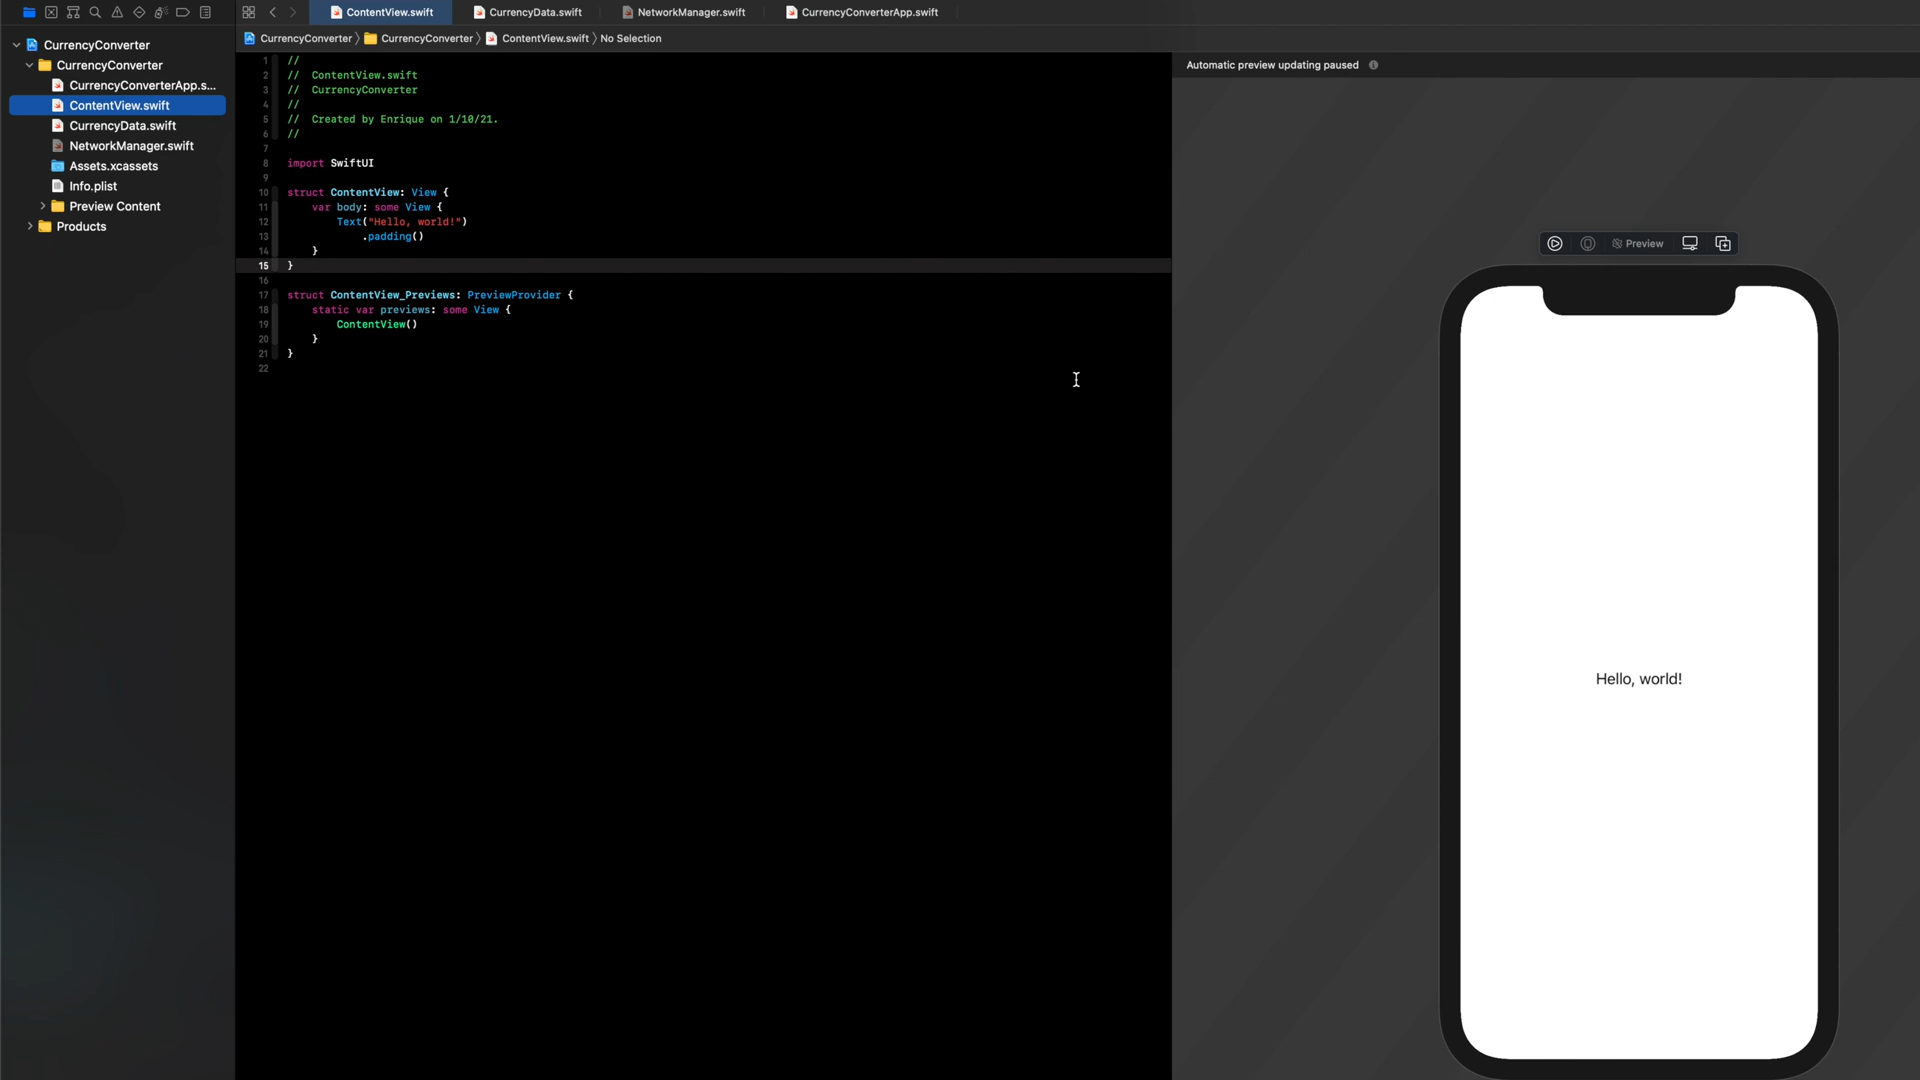 ContentView.swift
CurrencyData.swift
NetworkManager.swift
CurrencyConverterApp.swift
CurrencyConverter
CurrencyConverter
CurrencyConverterApp.s...
ContentView.swift
CurrencyData.swift
NetworkManager.swift
Assets.xcassets
Info.plist
Preview Content
Products
CurrencyConverter 〉 CurrencyConverter 〉 ContentView.swift 〉 No Selection
1 //
2 //  ContentView.swift
3 //  CurrencyConverter
4 //
5 //  Created by Enrique on 1/10/21.
6 //
7
8 import SwiftUI
9
10 struct ContentView: View {
11     var body: some View {
12         Text("Hello, world!")
13             .padding()
14     }
15 }
16
17 struct ContentView_Previews: PreviewProvider {
18     static var previews: some View {
19         ContentView()
20     }
21 }
22
Automatic preview updating paused
Preview
Hello, world!